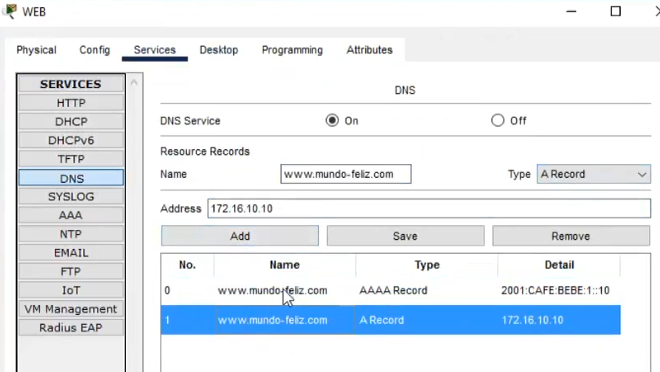 WEB
Physical Config Services Desktop Programming Attributes
SERVICES
HTTP
DHCP
DHCPv6
TFTP
DNS
SYSLOG
AAA
NTP
EMAIL
FTP
IoT
VM Management
Radius EAP
DNS
DNS Service On Off
Resource Records
Name www.mundo-feliz.com Type A Record
Address 172.16.10.10
Add Save Remove
No. Name Type Detail
0 www.mundo-feliz.com AAAA Record 2001:CAFE:BEBE:1::10
1 www.mundo-feliz.com A Record 172.16.10.10